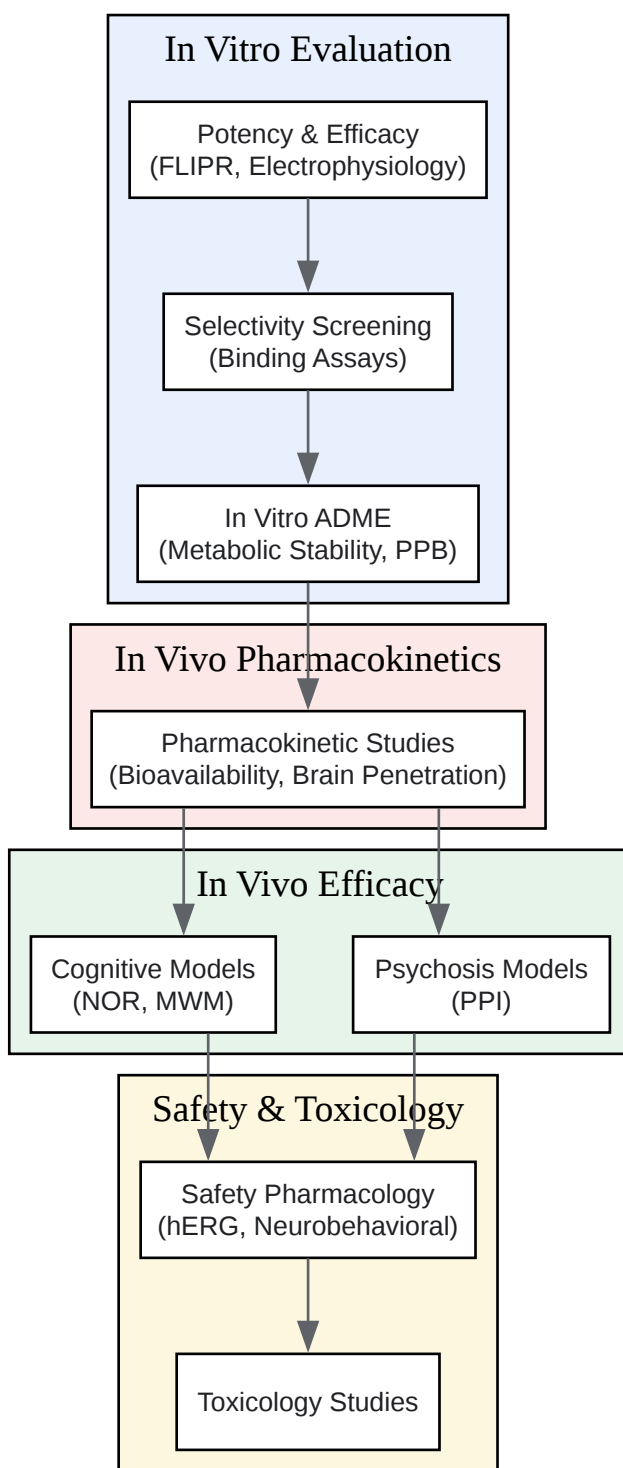 In Vitro Evaluation
Potency & Efficacy
(FLIPR, Electrophysiology)
Selectivity Screening
(Binding Assays)
In Vitro ADME
(Metabolic Stability, PPB)
In Vivo Pharmacokinetics
Pharmacokinetic Studies
(Bioavailability, Brain Penetration)
In Vivo Efficacy
Cognitive Models
(NOR, MWM)
Psychosis Models
(PPI)
Safety & Toxicology
Safety Pharmacology
(hERG, Neurobehavioral)
Toxicology Studies